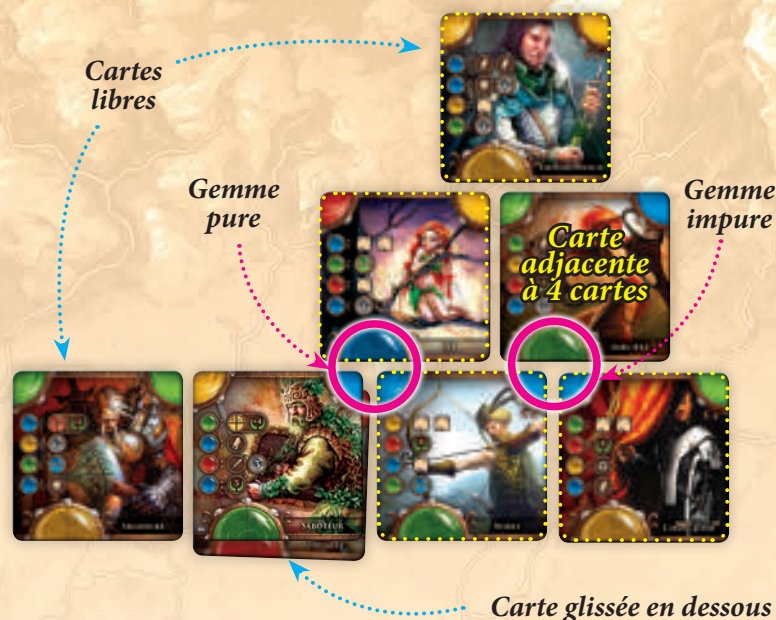 Cartes
libres
Gemme
pure
Gemme
impure
Carte
adjacente
à 4 cartes
SABOTEUR
Carte glissée en dessous